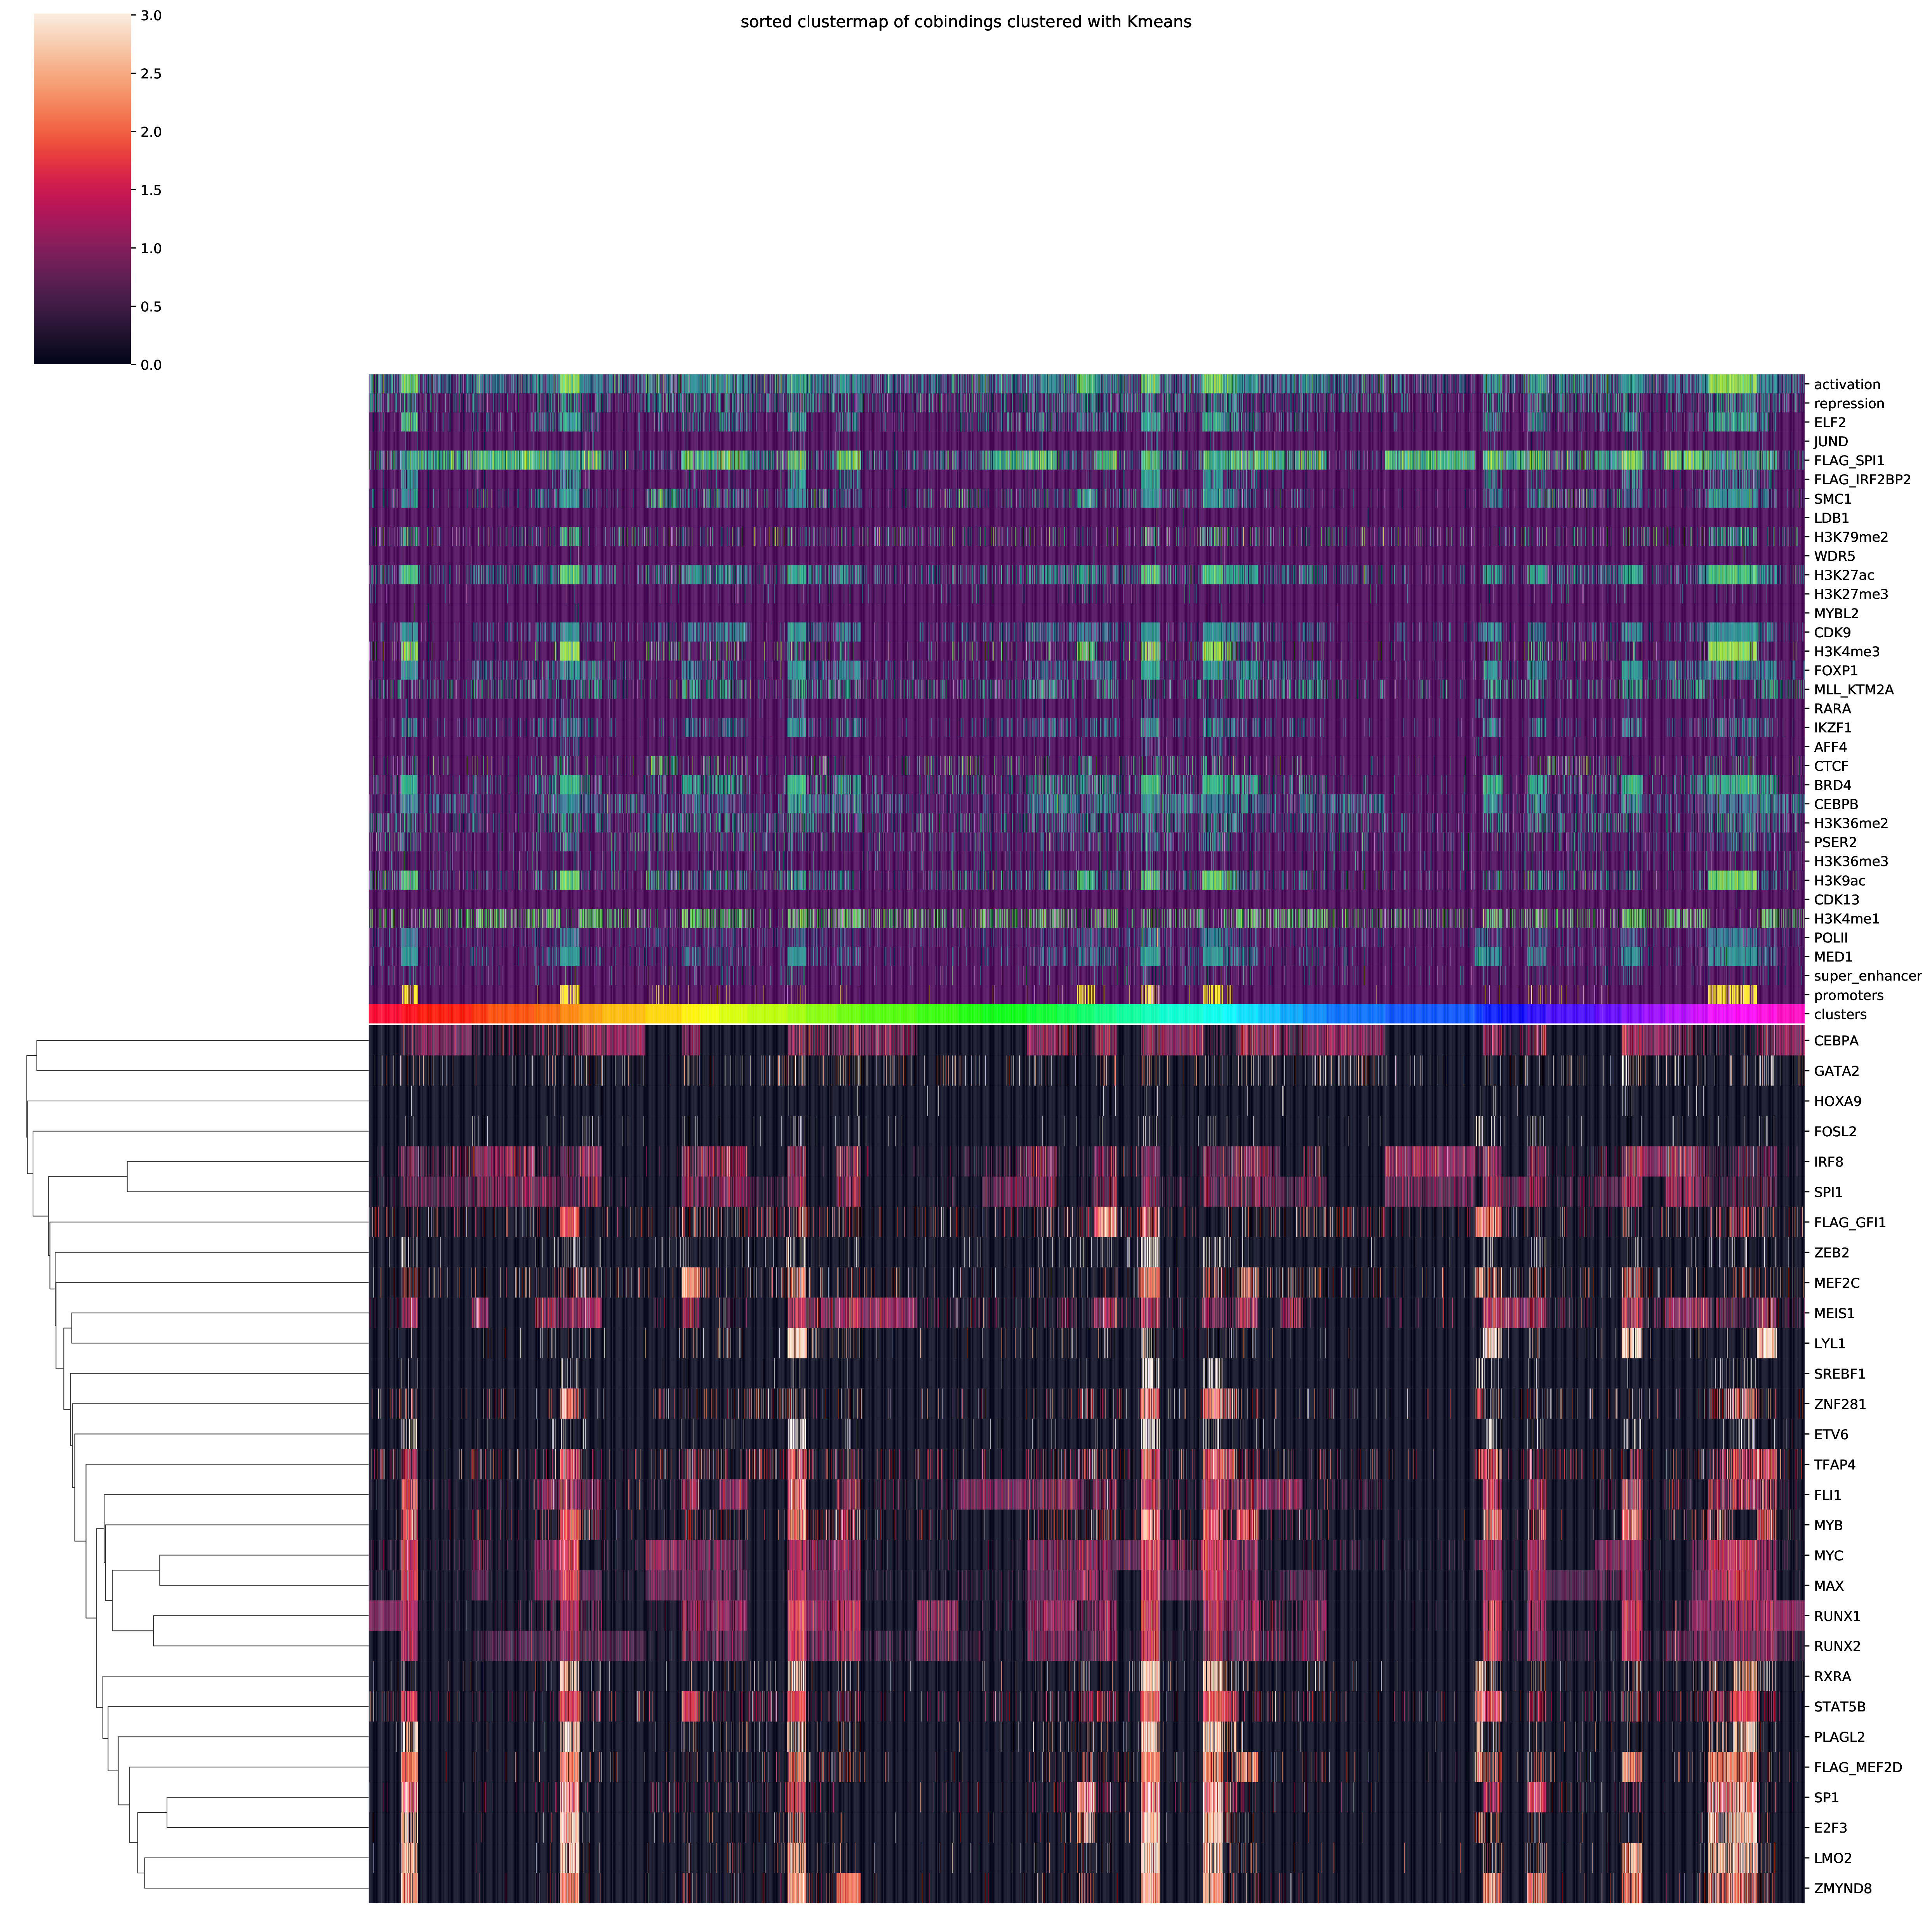 sorted clustermap of cobindings clustered with Kmeans
3.0
2.5
2.0
1.5
1.0
0.5
0.0
activation
repression
ELF2
JUND
FLAG_SPI1
FLAG_IRF2BP2
SMC1
LDB1
H3K79me2
WDR5
H3K27ac
H3K27me3
MYBL2
CDK9
H3K4me3
FOXP1
MLL_KTM2A
RARA
IKZF1
AFF4
CTCF
BRD4
CEBPB
H3K36me2
PSER2
H3K36me3
H3K9ac
CDK13
H3K4me1
POLII
MED1
super_enhancer
promoters
clusters
CEBPA
GATA2
HOXA9
FOSL2
IRF8
SPI1
FLAG_GFI1
ZEB2
MEF2C
MEIS1
LYL1
SREBF1
ZNF281
ETV6
TFAP4
FLI1
MYB
MYC
MAX
RUNX1
RUNX2
RXRA
STAT5B
PLAGL2
FLAG_MEF2D
SP1
E2F3
LMO2
ZMYND8